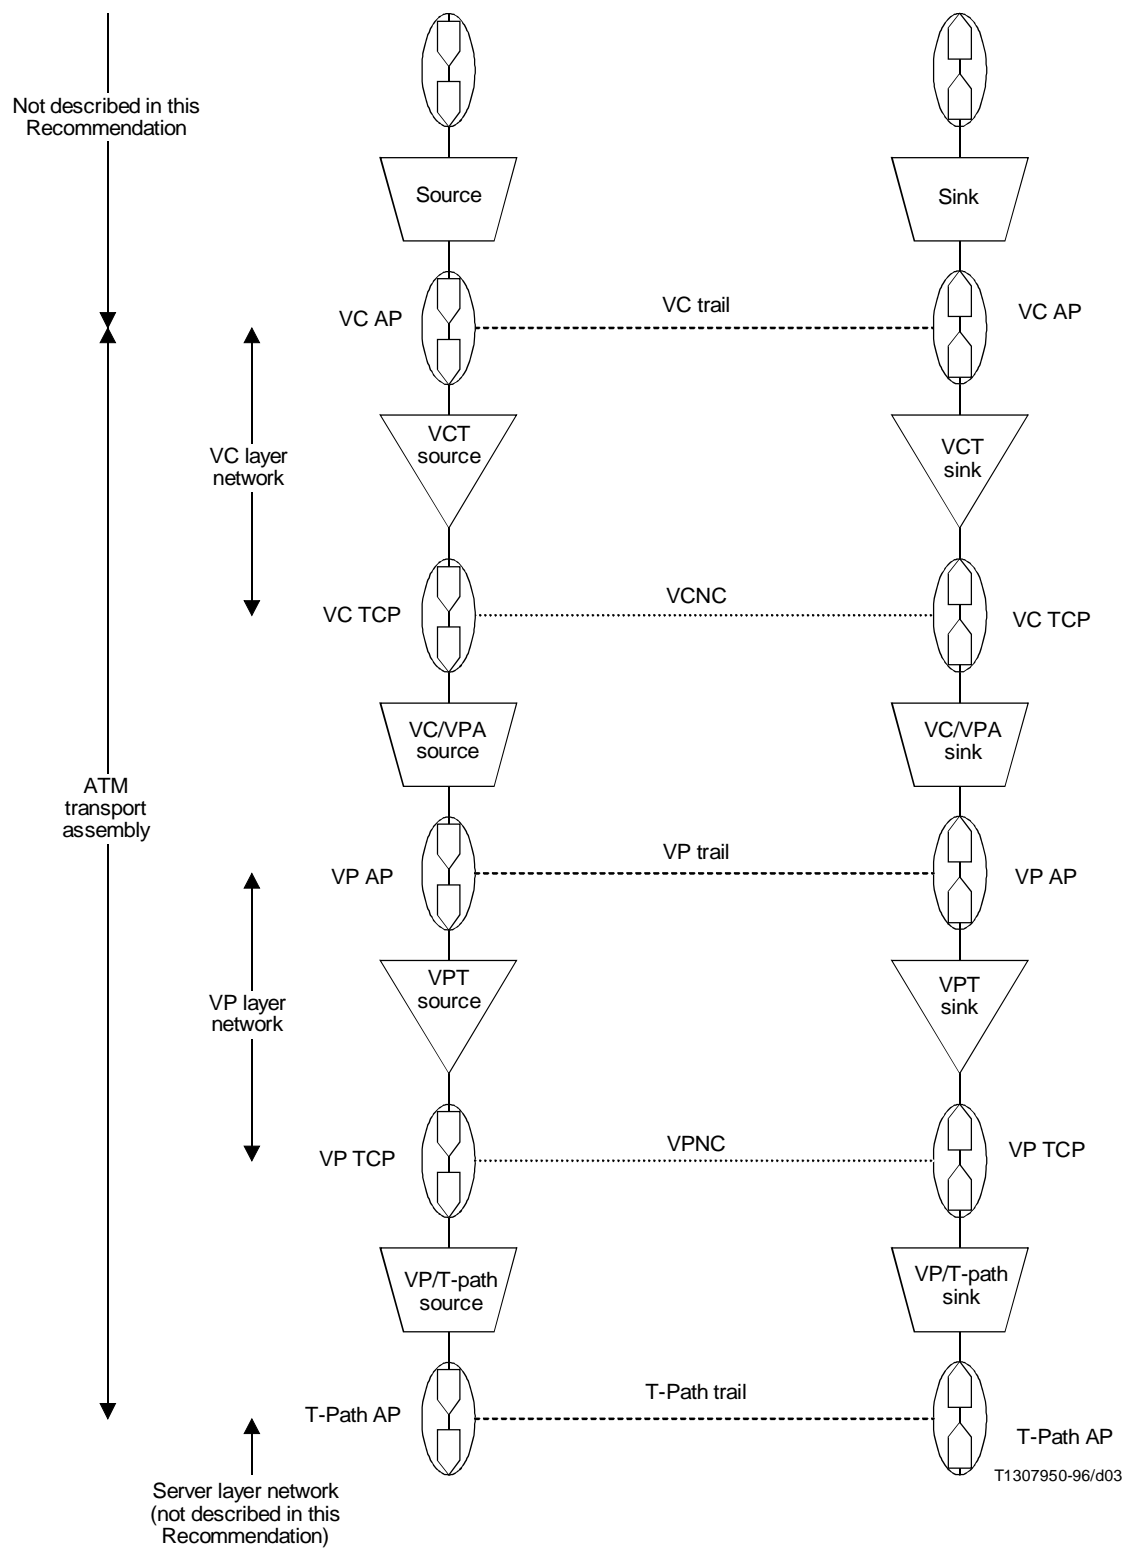 Not described in this
Recommendation
Source
Sink
VC AP
VC trail
VC AP
VC layer
network
VCT
source
VCT
sink
VC TCP
VCNC
VC TCP
VC/VPA
source
VC/VPA
sink
ATM
transport
assembly
VP AP
VP trail
VP AP
VP layer
network
VPT
source
VPT
sink
VP TCP
VPNC
VP TCP
VP/T-path
source
VP/T-path
sink
T-Path AP
T-Path trail
T-Path AP
T1307950-96/d03
Server layer network
(not described in this
Recommendation)